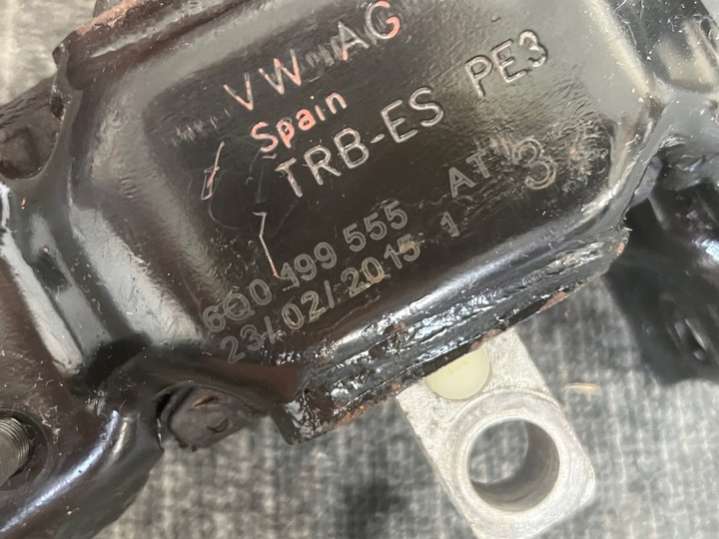 VW AG
Spain
TRB-ES PE3
6Q0 199 555 AT 3
23/02/2015 1